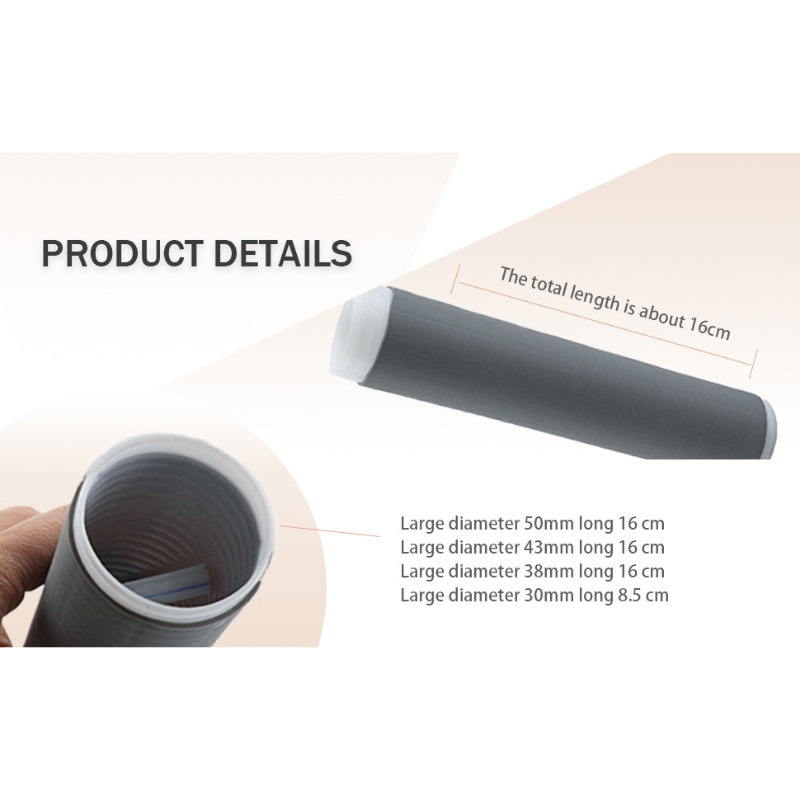 PRODUCT DETAILS
The total length is about 16cm
Large diameter 50mm long 16 cm
Large diameter 43mm long 16 cm
Large diameter 38mm long 16 cm
Large diameter 30mm long 8.5 cm